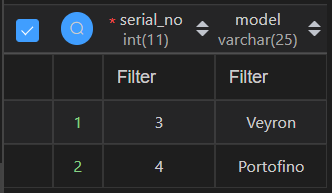 * serial_no model
int(11) varchar(25)
Filter Filter
1 3 Veyron
2 4 Portofino